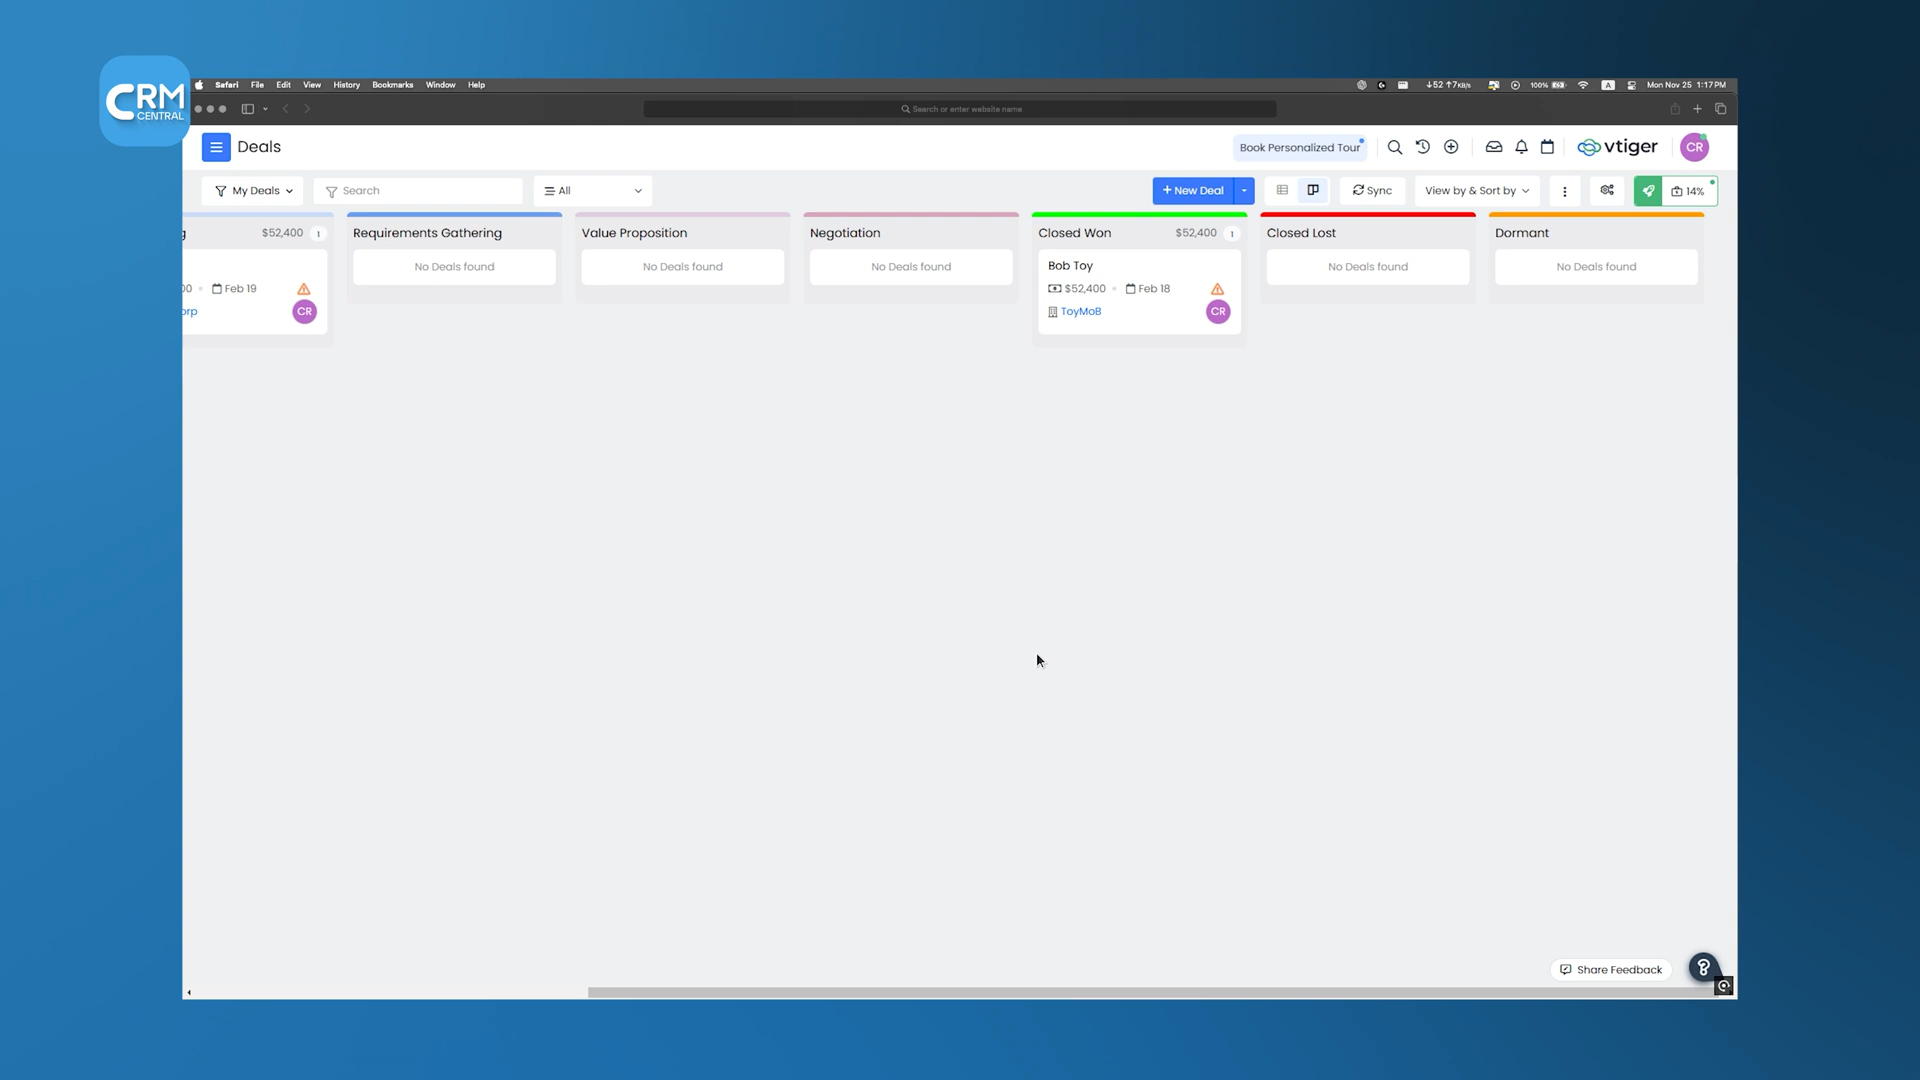 CRM
CENTRAL
Safari File Edit View History Bookmarks Window Help
↓52 ↑7KB/s 100% A Mon Nov 25 1:17 PM
Search or enter website name
Deals
Book Personalized Tour
vtiger
CR
My Deals
Search
All
+ New Deal
Sync
View by & Sort by
14%
g $52,400 1
Requirements Gathering
Value Proposition
Negotiation
Closed Won $52,400 1
Closed Lost
Dormant
No Deals found
No Deals found
No Deals found
Bob Toy
No Deals found
No Deals found
00 • Feb 19
$52,400 • Feb 18
orp
CR
ToyMoB
CR
Share Feedback
?